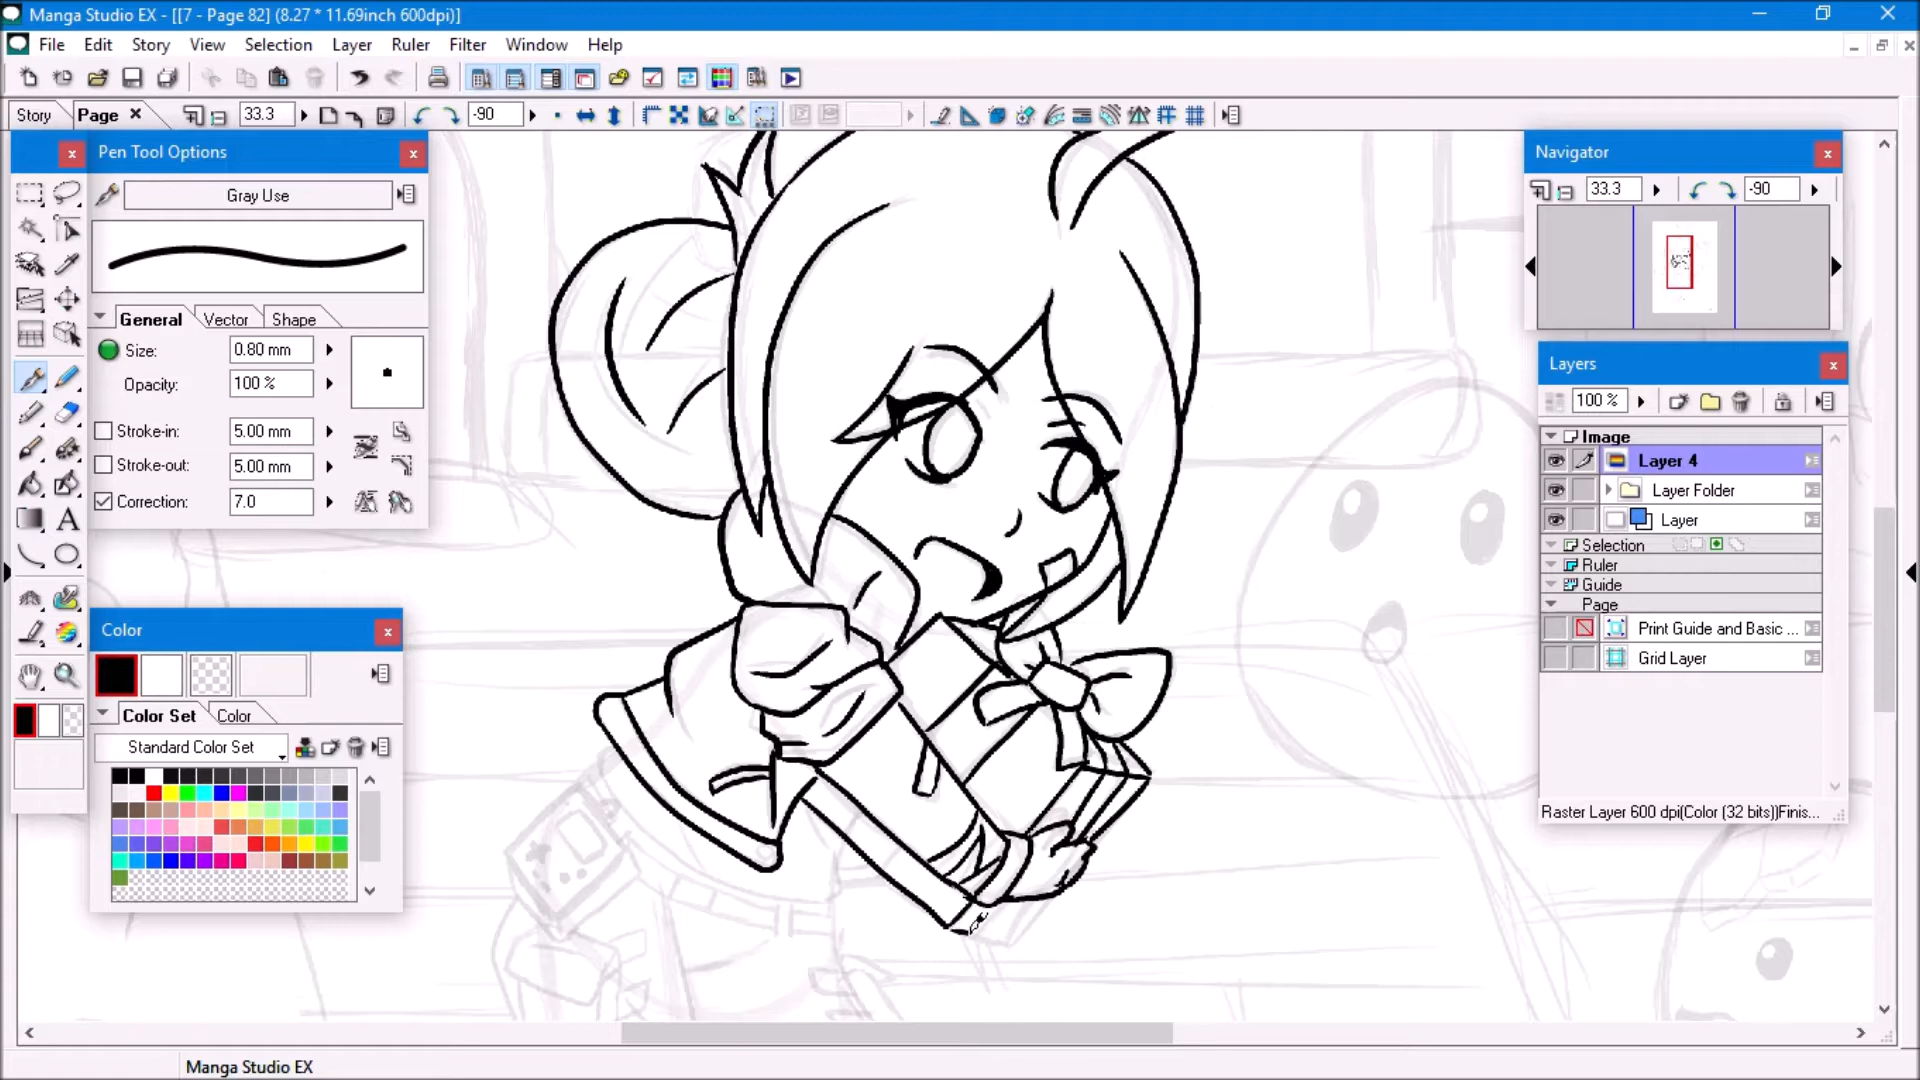 Manga Studio EX - [[7 - Page 82] (8.27 * 11.69inch 600dpi)]
File Edit Story View Selection Layer Ruler Filter Window Help
Story Page 33.3 -90
Pen Tool Options
Gray Use
General Vector Shape
Size: 0.80 mm
Opacity: 100 %
Stroke-in: 5.00 mm
Stroke-out: 5.00 mm
Correction: 7.0
A
Color
Color Set Color
Standard Color Set
Navigator
33.3 -90
Layers
100 %
Image
Layer 4
Layer Folder
Layer
Selection
Ruler
Guide
Page
Print Guide and Basic ...
Grid Layer
Raster Layer 600 dpi(Color (32 bits))Finis...
Manga Studio EX